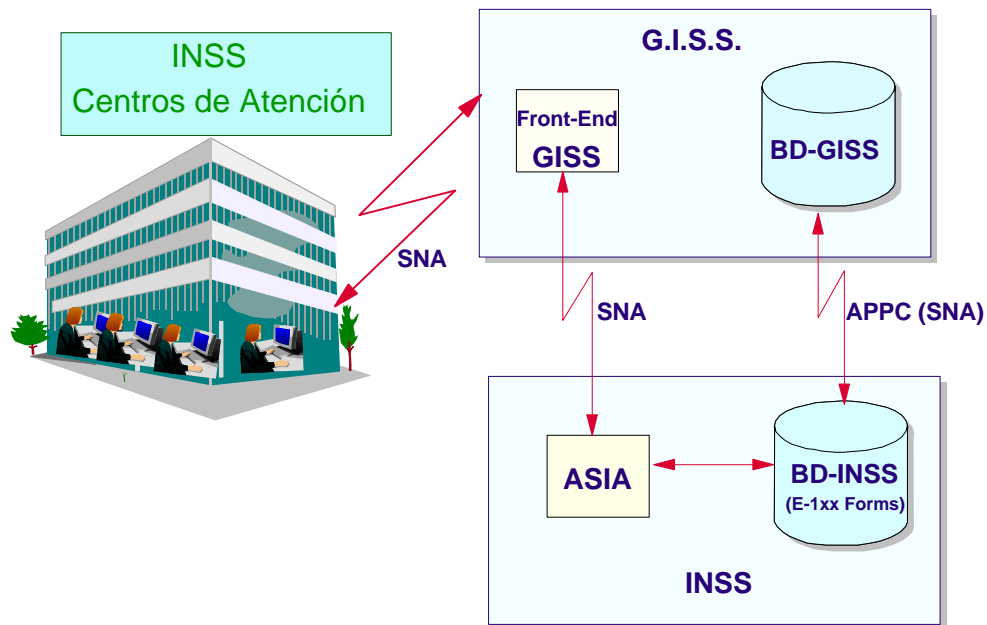 INSS
Centros de Atención
G.I.S.S.
Front-End
GISS
BD-GISS
SNA
SNA
APPC (SNA)
ASIA
BD-INSS
(E-1xx Forms)
INSS